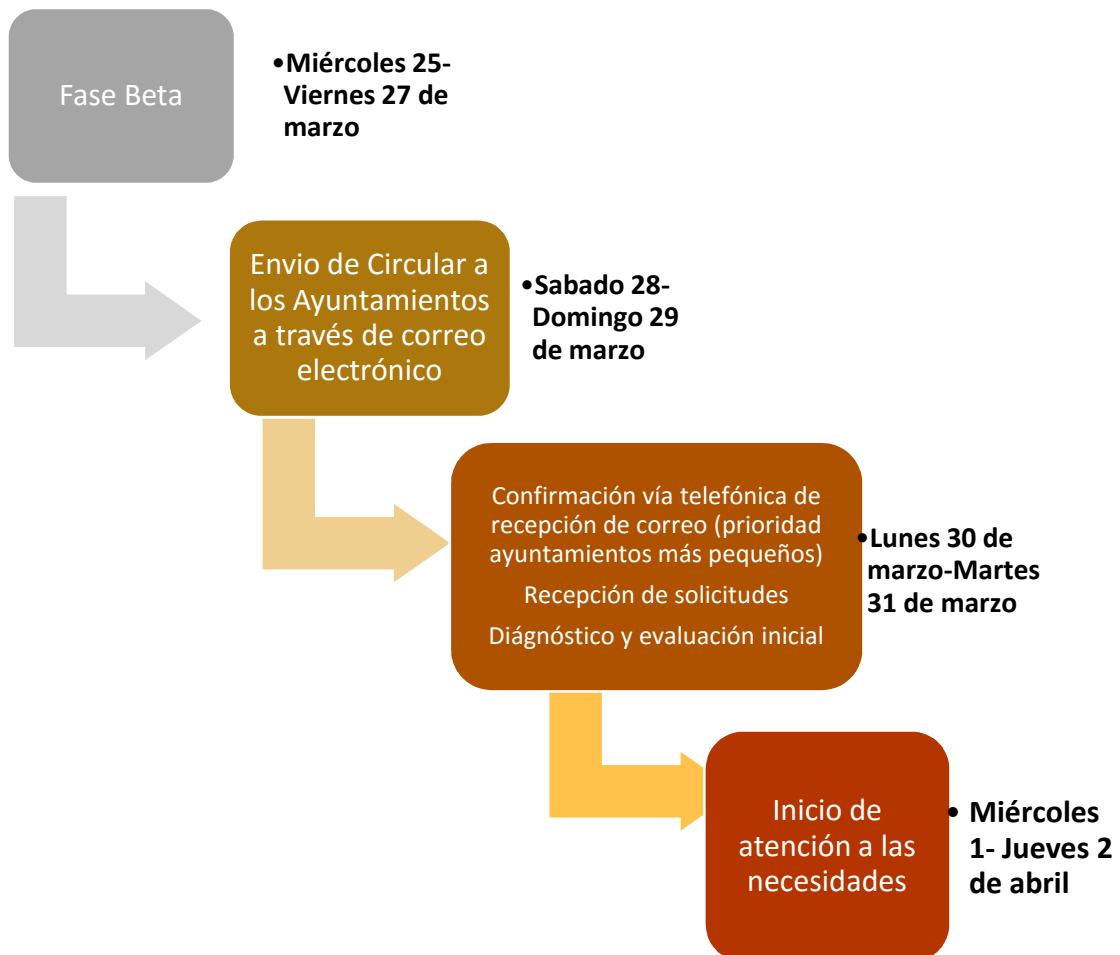 Fase Beta
•Miércoles 25-
Viernes 27 de
marzo
Envio de Circular a
los Ayuntamientos
a través de correo
electrónico
•Sabado 28-
Domingo 29
de marzo
Confirmación vía telefónica de
recepción de correo (prioridad
ayuntamientos más pequeños)
Recepción de solicitudes
Diágnóstico y evaluación inicial
•Lunes 30 de
marzo-Martes
31 de marzo
Inicio de
atención a las
necesidades
• Miércoles
1- Jueves 2
de abril